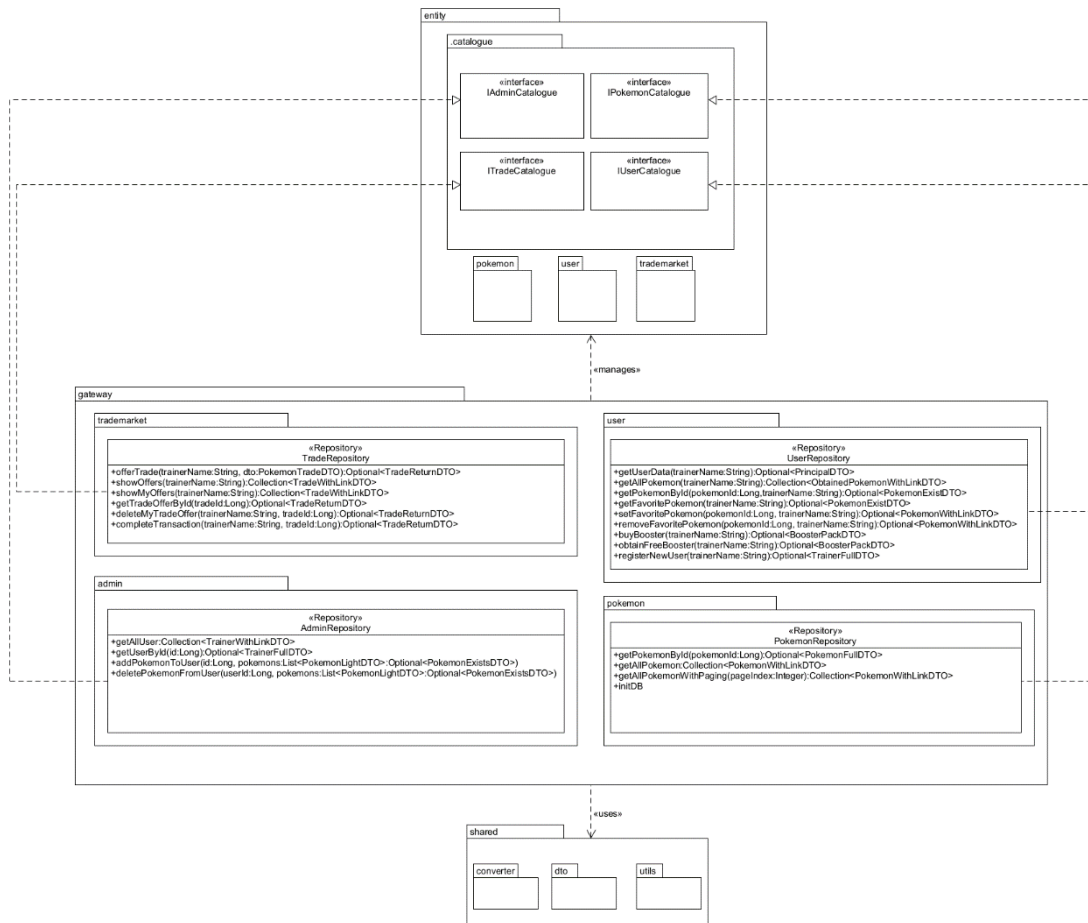 entity
.catalogue
«interface»
IAdminCatalogue
«interface»
IPokemonCatalogue
«interface»
ITradeCatalogue
«interface»
IUserCatalogue
pokemon
user
trademarket
«manages»
gateway
trademarket
«Repository»
TradeRepository
+offerTrade(trainerName:String, dto:PokemonTradeDTO):Optional<TradeReturnDTO>
+showOffers(trainerName:String):Collection<TradeWithLinkDTO>
+showMyOffers(trainerName:String):Collection<TradeWithLinkDTO>
+getTradeOfferById(tradeId:Long):Optional<TradeReturnDTO>
+deleteMyTradeOffer(trainerName:String, tradeId:Long):Optional<TradeReturnDTO>
+completeTransaction(trainerName:String, tradeId:Long):Optional<TradeReturnDTO>
user
«Repository»
UserRepository
+getUserData(trainerName:String):Optional<PrincipalDTO>
+getAllPokemon(trainerName:String):Collection<ObtainedPokemonWithLinkDTO>
+getPokemonById(pokemonId:Long,trainerName:String):Optional<PokemonExistDTO>
+getFavoritePokemon(trainerName:String):Optional<PokemonExistDTO>
+setFavoritePokemon(pokemonId:Long, trainerName:String):Optional<PokemonWithLinkDTO>
+removeFavoritePokemon(pokemonId:Long, trainerName:String):Optional<PokemonWithLinkDTO>
+buyBooster(trainerName:String):Optional<BoosterPackDTO>
+obtainFreeBooster(trainerName:String):Optional<BoosterPackDTO>
+registerNewUser(trainerName:String):Optional<TrainerFullDTO>
admin
«Repository»
AdminRepository
+getAllUser:Collection<TrainerWithLinkDTO>
+getUserById(id:Long):Optional<TrainerFullDTO>
+addPokemonToUser(id:Long, pokemons:List<PokemonLightDTO>:Optional<PokemonExistsDTO>)
+deletePokemonFromUser(userId:Long, pokemons:List<PokemonLightDTO>:Optional<PokemonExistsDTO>)
pokemon
«Repository»
PokemonRepository
+getPokemonById(pokemonId:Long):Optional<PokemonFullDTO>
+getAllPokemon:Collection<PokemonWithLinkDTO>
+getAllPokemonWithPaging(pageIndex:Integer):Collection<PokemonWithLinkDTO>
+initDB
«uses»
shared
converter
dto
utils